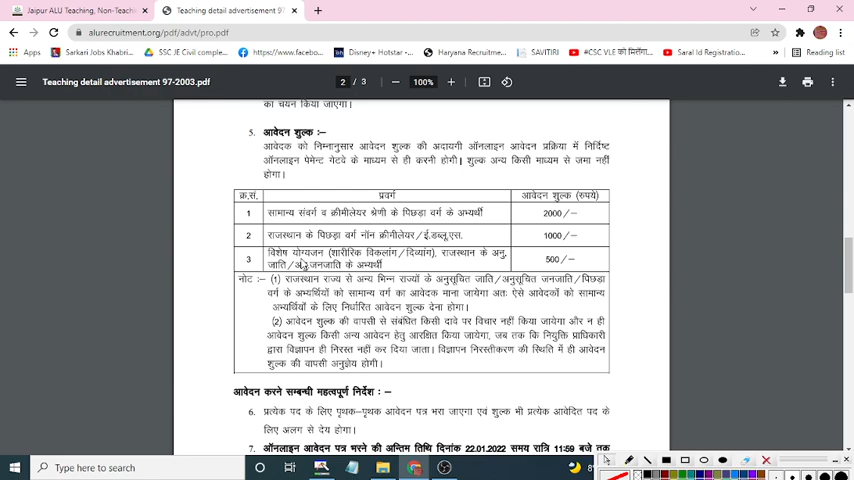 Jaipur ALU Teaching, Non-Teachin
Teaching detail advertisement 97-
alurecruitment.org/pdf/advt/pro.pdf
Apps
Sarkari Jobs Khabri...
SSC JE Civil complet...
https://www.facebo...
Disney+ Hotstar -...
Haryana Recruitment...
SAVITIRI
#CSC VLE को मिलेगा...
Saral Id Registratio...
Reading list
Teaching detail advertisement 97-2003.pdf
2 / 3
100%
का चयन किया जाएगा।
5. आवेदन शुल्क :–
आवेदक को निम्नानुसार आवेदन शुल्क की अदायगी ऑनलाइन आवेदन प्रक्रिया में निर्दिष्ट
ऑनलाइन पेमेन्ट गेटवे के माध्यम से ही करनी होगी। शुल्क अन्य किसी माध्यम से जमा नहीं
होगा।
क्र.सं. प्रवर्ग आवेदन शुल्क (रुपये)
1 सामान्य संवर्ग व क्रीमीलेयर श्रेणी के पिछड़ा वर्ग के अभ्यर्थी 2000/–
2 राजस्थान के पिछड़ा वर्ग नॉन क्रीमीलेयर/ई.डब्लू.एस. 1000/–
3 विशेष योग्यजन (शारीरिक विकलांग/दिव्यांग), राजस्थान के अनु. 500/–
जाति/अनु.जनजाति के अभ्यर्थी
नोट :– (1) राजस्थान राज्य से अन्य भिन्न राज्यों के अनुसूचित जाति/अनुसूचित जनजाति/पिछड़ा
वर्ग के अभ्यर्थियों को सामान्य वर्ग का आवेदक माना जायेगा अतः ऐसे आवेदकों को सामान्य
अभ्यर्थियों के लिए निर्धारित आवेदन शुल्क देना होगा।
(2) आवेदन शुल्क की वापसी से संबंधित किसी दावे पर विचार नहीं किया जायेगा और न ही
आवेदन शुल्क किसी अन्य आवेदन हेतु आरक्षित किया जायेगा, जब तक कि नियुक्ति प्राधिकारी
द्वारा विज्ञापन ही निरस्त नहीं कर दिया जाता। विज्ञापन निरस्तीकरण की स्थिति में ही आवेदन
शुल्क की वापसी अनुज्ञेय होगी।
आवेदन करने सम्बन्धी महत्वपूर्ण निर्देश : –
6. प्रत्येक पद के लिए पृथक–पृथक आवेदन पत्र भरा जाएगा एवं शुल्क भी प्रत्येक आवेदित पद के
लिए अलग से देय होगा।
7. ऑनलाइन आवेदन पत्र भरने की अन्तिम तिथि दिनांक 22.01.2022 समय रात्रि 11:59 बजे तक
Type here to search